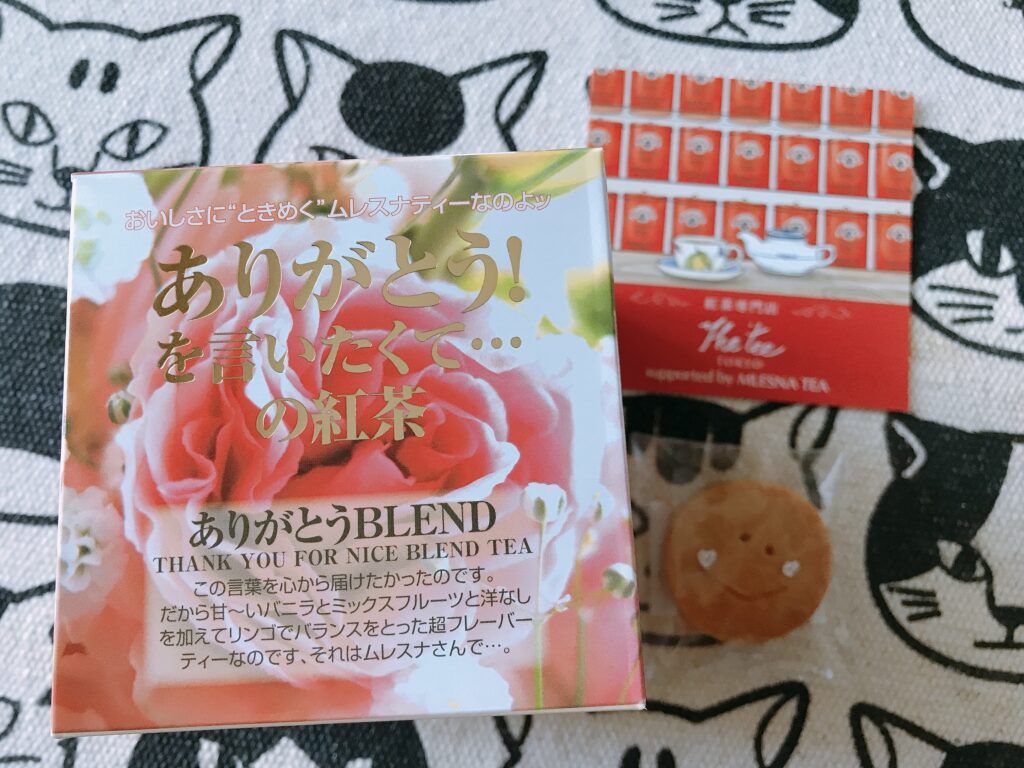 おいしさに"ときめく"ムレスナティーなのよッ
ありがとう!
を言いたくて…
の紅茶
ありがとうBLEND
THANK YOU FOR NICE BLEND TEA
この言葉を心から届けたかったのです。
だから甘〜いバニラとミックスフルーツと洋なし
を加えてリンゴでバランスをとった超フレーバー
ティーなのです、それはムレスナさんで…。
紅茶専門店
The tee
TOKYO
supported by MLESNA TEA